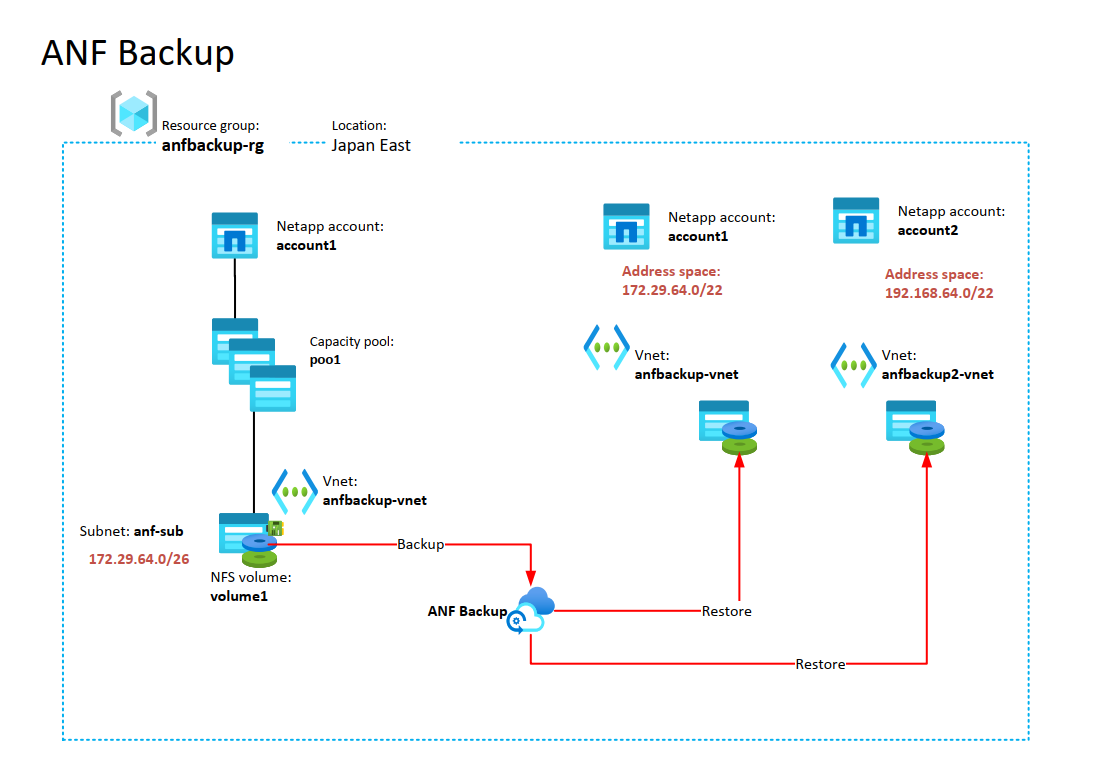 ANF Backup
Resource group:
anfbackup-rg
Location:
Japan East
Netapp account:
account1
Capacity pool:
poo1
Vnet:
anfbackup-vnet
Subnet: anf-sub
172.29.64.0/26
NFS volume:
volume1
Backup
ANF Backup
Restore
Restore
Netapp account:
account1
Address space:
172.29.64.0/22
Vnet:
anfbackup-vnet
Netapp account:
account2
Address space:
192.168.64.0/22
Vnet:
anfbackup2-vnet